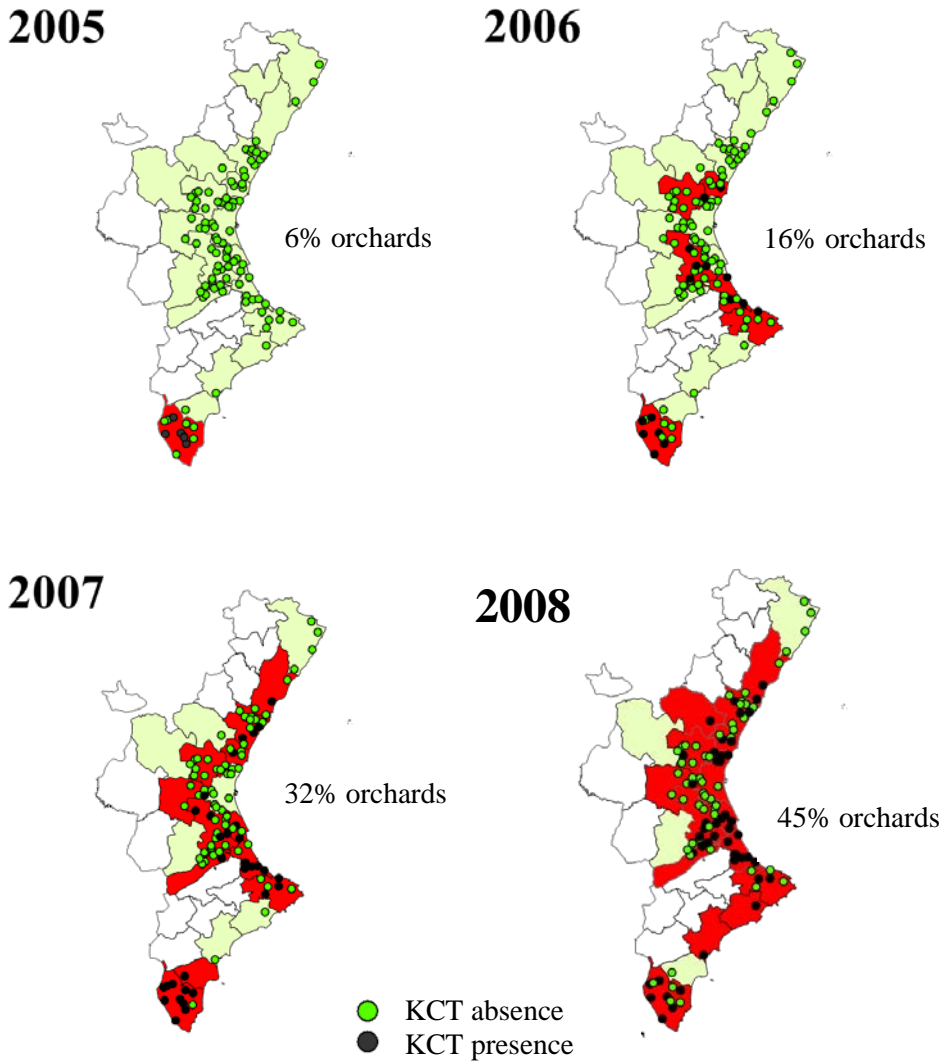 2005
2006
6% orchards
16% orchards
2007
2008
32% orchards
45% orchards
KCT absence
KCT presence